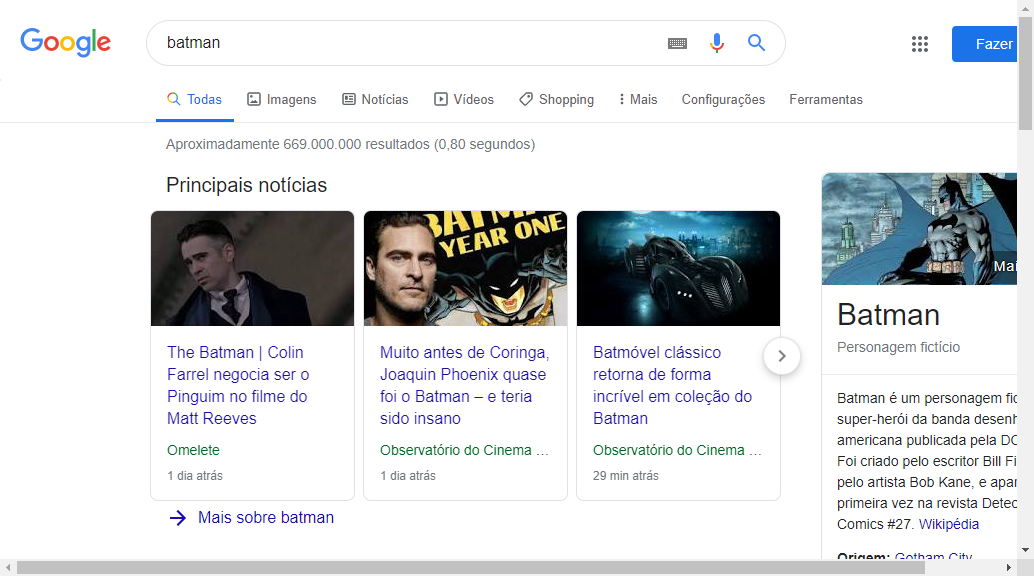 Google
batman
Fazer
Todas Imagens Notícias Vídeos Shopping Mais Configurações Ferramentas
Aproximadamente 669.000.000 resultados (0,80 segundos)
Principais notícias
BATMAN
YEAR ONE
The Batman | Colin
Farrel negocia ser o
Pinguim no filme do
Matt Reeves
Omelete
1 dia atrás
Muito antes de Coringa,
Joaquin Phoenix quase
foi o Batman – e teria
sido insano
Observatório do Cinema ...
1 dia atrás
Batmóvel clássico
retorna de forma
incrível em coleção do
Batman
Observatório do Cinema ...
29 min atrás
Mais sobre batman
Mai
Batman
Personagem fictício
Batman é um personagem fic
super-herói da banda desenh
americana publicada pela DC
Foi criado pelo escritor Bill Fi
pelo artista Bob Kane, e apar
primeira vez na revista Detec
Comics #27. Wikipédia
Origem: Gotham City